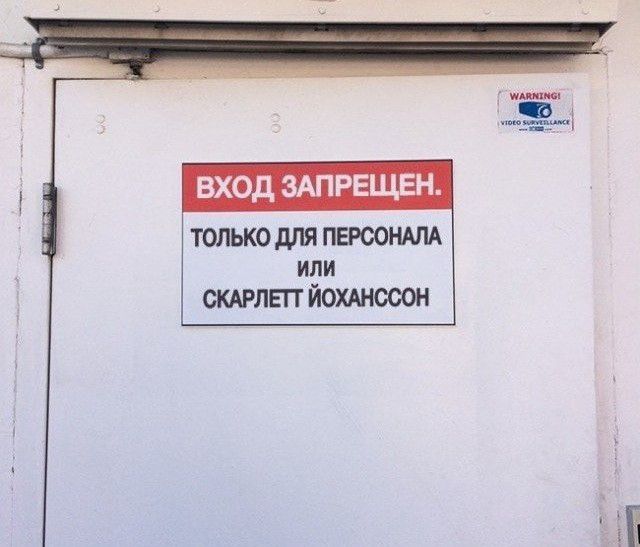 WARNING!
VIDEO SURVEILLANCE
ВХОД ЗАПРЕЩЕН.
ТОЛЬКО ДЛЯ ПЕРСОНАЛА
ИЛИ
СКАРЛЕТТ ЙОХАНССОН